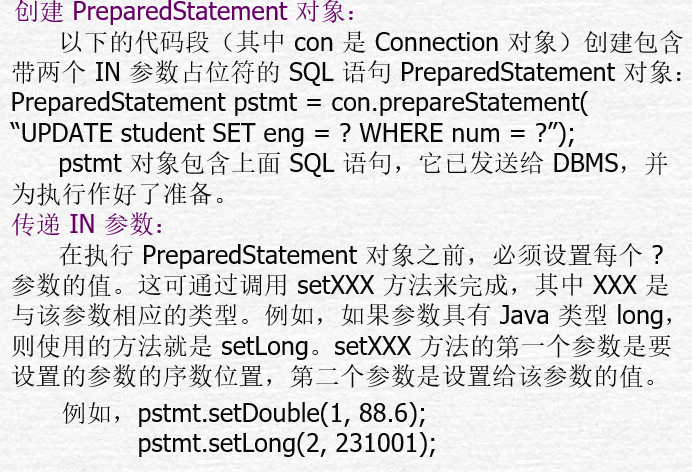 创建 PreparedStatement 对象：
以下的代码段（其中 con 是 Connection 对象）创建包含
带两个 IN 参数占位符的 SQL 语句 PreparedStatement 对象：
PreparedStatement pstmt = con.prepareStatement(
“UPDATE student SET eng = ? WHERE num = ?”);
pstmt 对象包含上面 SQL 语句，它已发送给 DBMS，并
为执行作好了准备。
传递 IN 参数：
在执行 PreparedStatement 对象之前，必须设置每个 ?
参数的值。这可通过调用 setXXX 方法来完成，其中 XXX 是
与该参数相应的类型。例如，如果参数具有 Java 类型 long，
则使用的方法就是 setLong。setXXX 方法的第一个参数是要
设置的参数的序数位置，第二个参数是设置给该参数的值。
例如，pstmt.setDouble(1, 88.6);
pstmt.setLong(2, 231001);